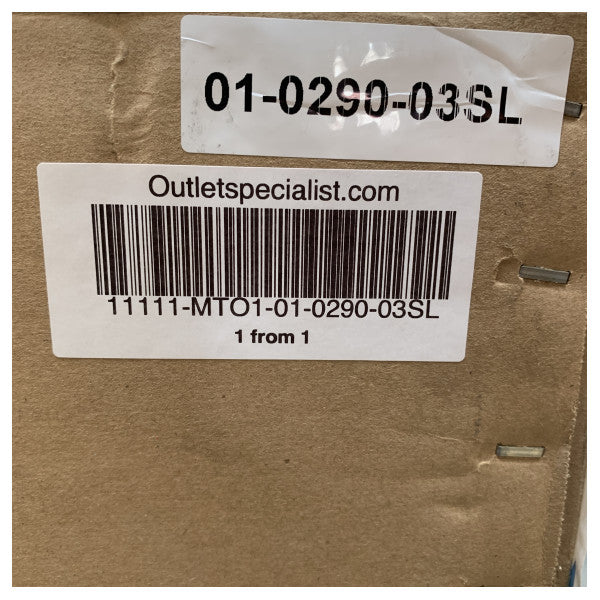 01-0290-03SL
Outletspecialist.com
11111-MTO1-01-0290-03SL
1 from 1